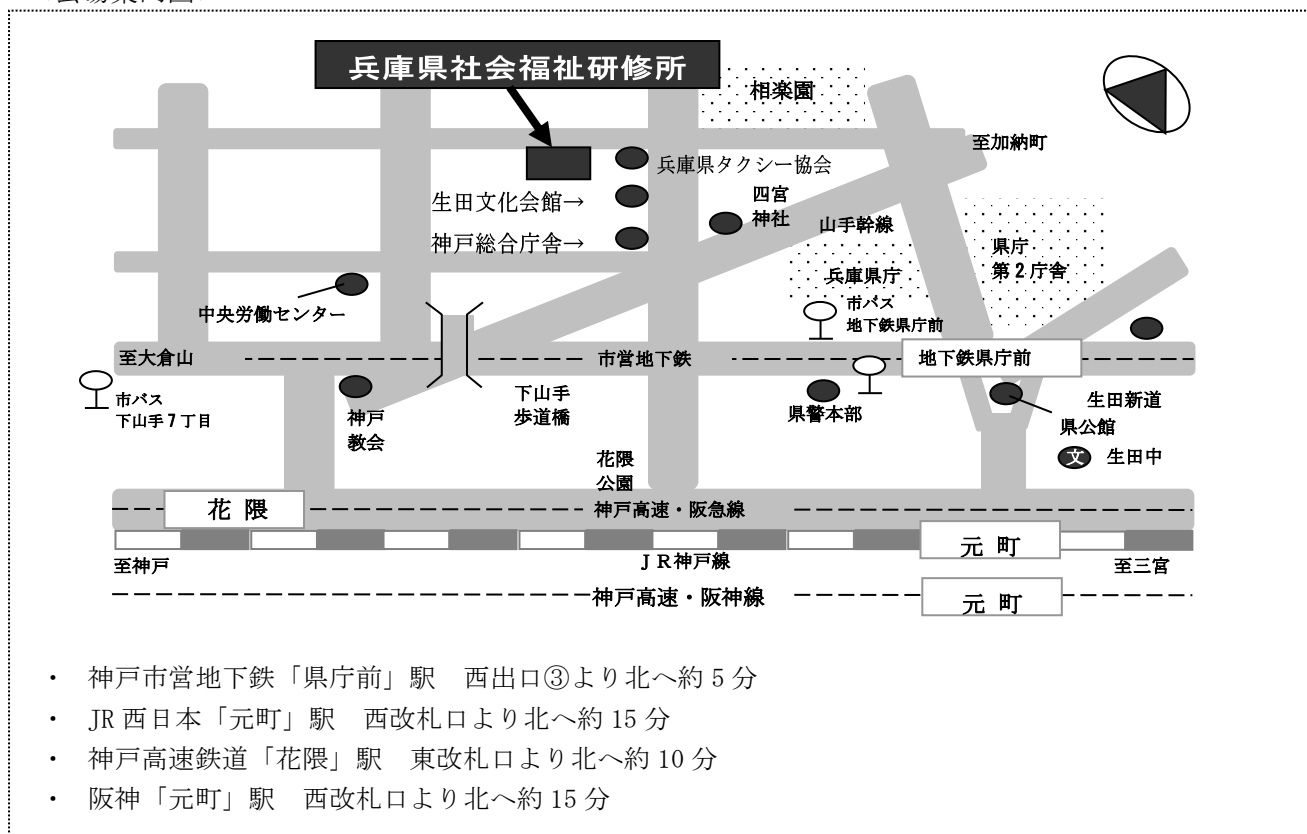 兵庫県社会福祉研修所
相楽園
至加納町
兵庫県タクシー協会
生田文化会館→
四宮
神社
山手幹線
神戸総合庁舎→
県庁
第2庁舎
兵庫県庁
中央労働センター
市バス
地下鉄県庁前
至大倉山
市営地下鉄
地下鉄県庁前
市バス
下山手7丁目
神戸
教会
下山手
歩道橋
県警本部
生田新道
県公館
文 生田中
花隈
公園
花 隈
神戸高速・阪急線
元 町
至神戸
ＪＲ神戸線
至三宮
神戸高速・阪神線
元 町
・ 神戸市営地下鉄「県庁前」駅 西出口③より北へ約5分
・ JR西日本「元町」駅 西改札口より北へ約15分
・ 神戸高速鉄道「花隈」駅 東改札口より北へ約10分
・ 阪神「元町」駅 西改札口より北へ約15分